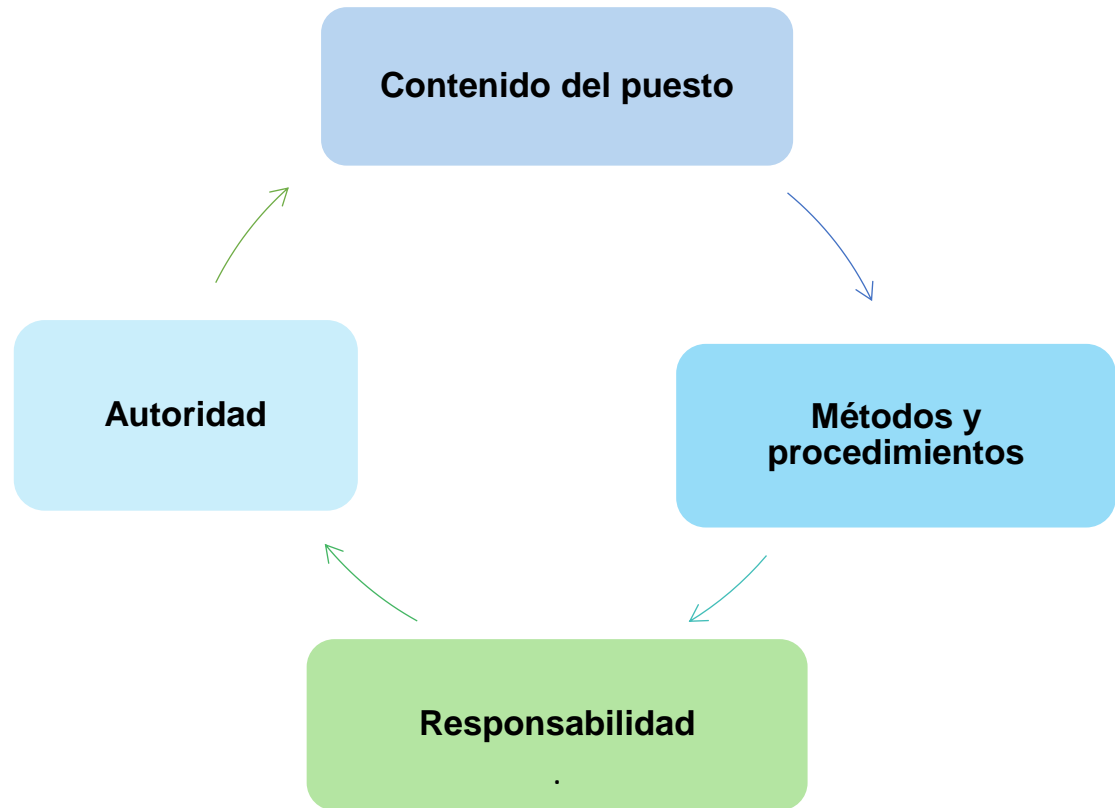 Contenido del puesto
Autoridad
Métodos y
procedimientos
Responsabilidad
.